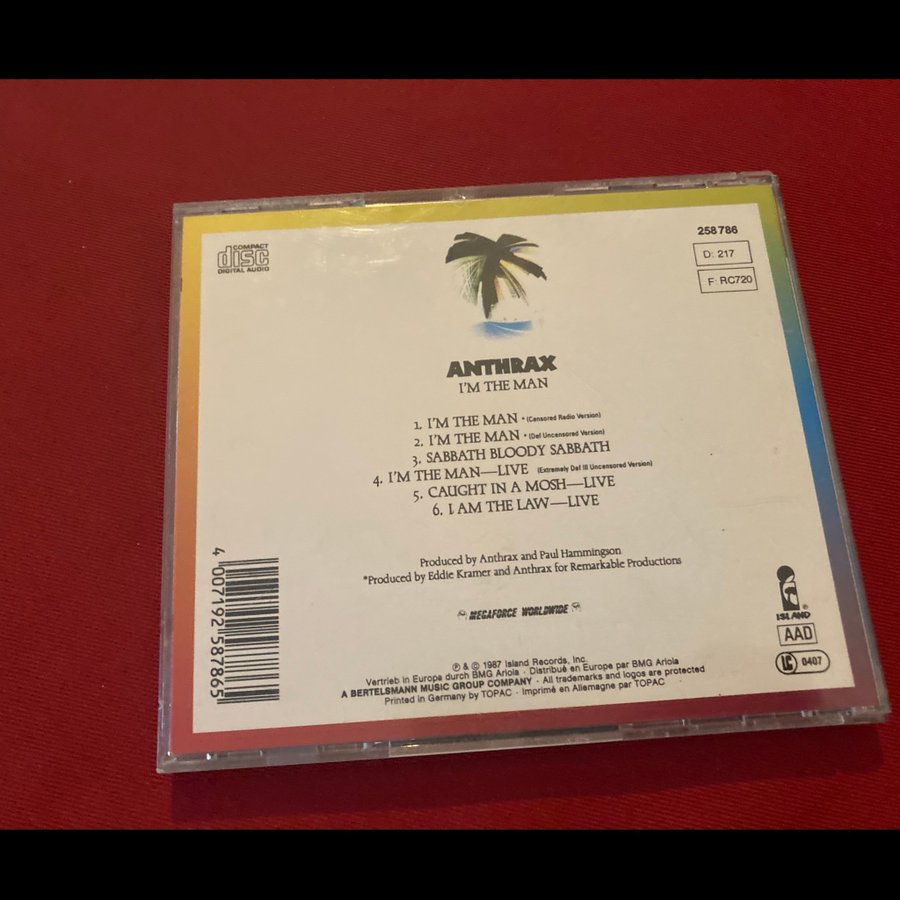 COMPACT
disc
DIGITAL AUDIO
258 786
D: 217
F: RC720
ANTHRAX
I'M THE MAN
1. I'M THE MAN * (Censored Radio Version)
2. I'M THE MAN * (Def Uncensored Version)
3. SABBATH BLOODY SABBATH
4. I'M THE MAN—LIVE (Extremely Def Ill Uncensored Version)
5. CAUGHT IN A MOSH—LIVE
6. I AM THE LAW—LIVE
Produced by Anthrax and Paul Hammingson
*Produced by Eddie Kramer and Anthrax for Remarkable Productions
MEGAFORCE WORLDWIDE
4 007192 587865
ISLAND ®
AAD
LC 0407
℗ & © 1987 Island Records, Inc.
Vertrieb in Europa durch BMG Ariola · Distribué en Europe par BMG Ariola
A BERTELSMANN MUSIC GROUP COMPANY · All trademarks and logos are protected
Printed in Germany by TOPAC · Imprimé en Allemagne par TOPAC